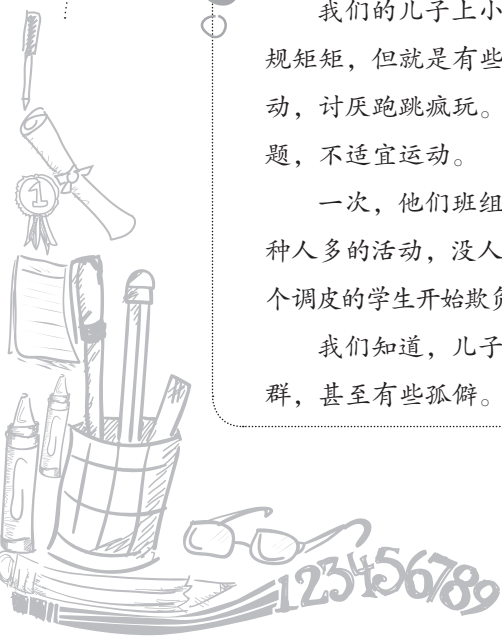 我们的儿子上小
规矩矩，但就是有些
动，讨厌跑跳疯玩。
题，不适宜运动。
一次，他们班组
种人多的活动，没人
个调皮的学生开始欺负
我们知道，儿子
群，甚至有些孤僻。
1
123456789